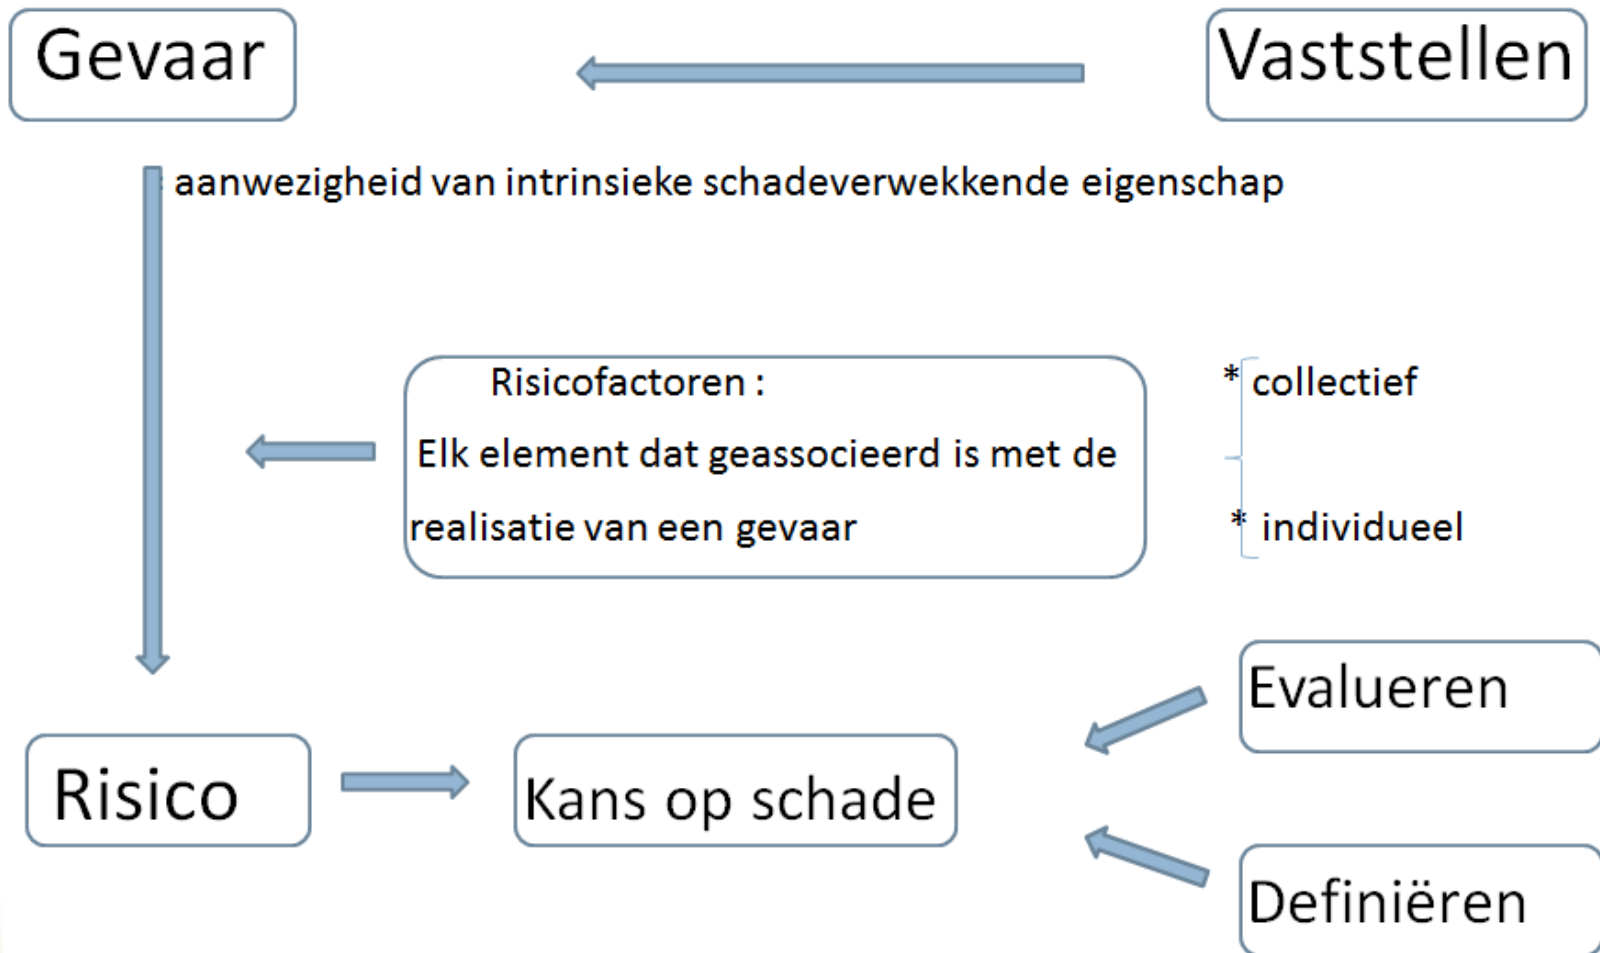 Gevaar
Vaststellen
: aanwezigheid van intrinsieke schadeverwekkende eigenschap
Risicofactoren :
Elk element dat geassocieerd is met de
realisatie van een gevaar
* collectief
* individueel
Evalueren
Risico
Kans op schade
Definiëren